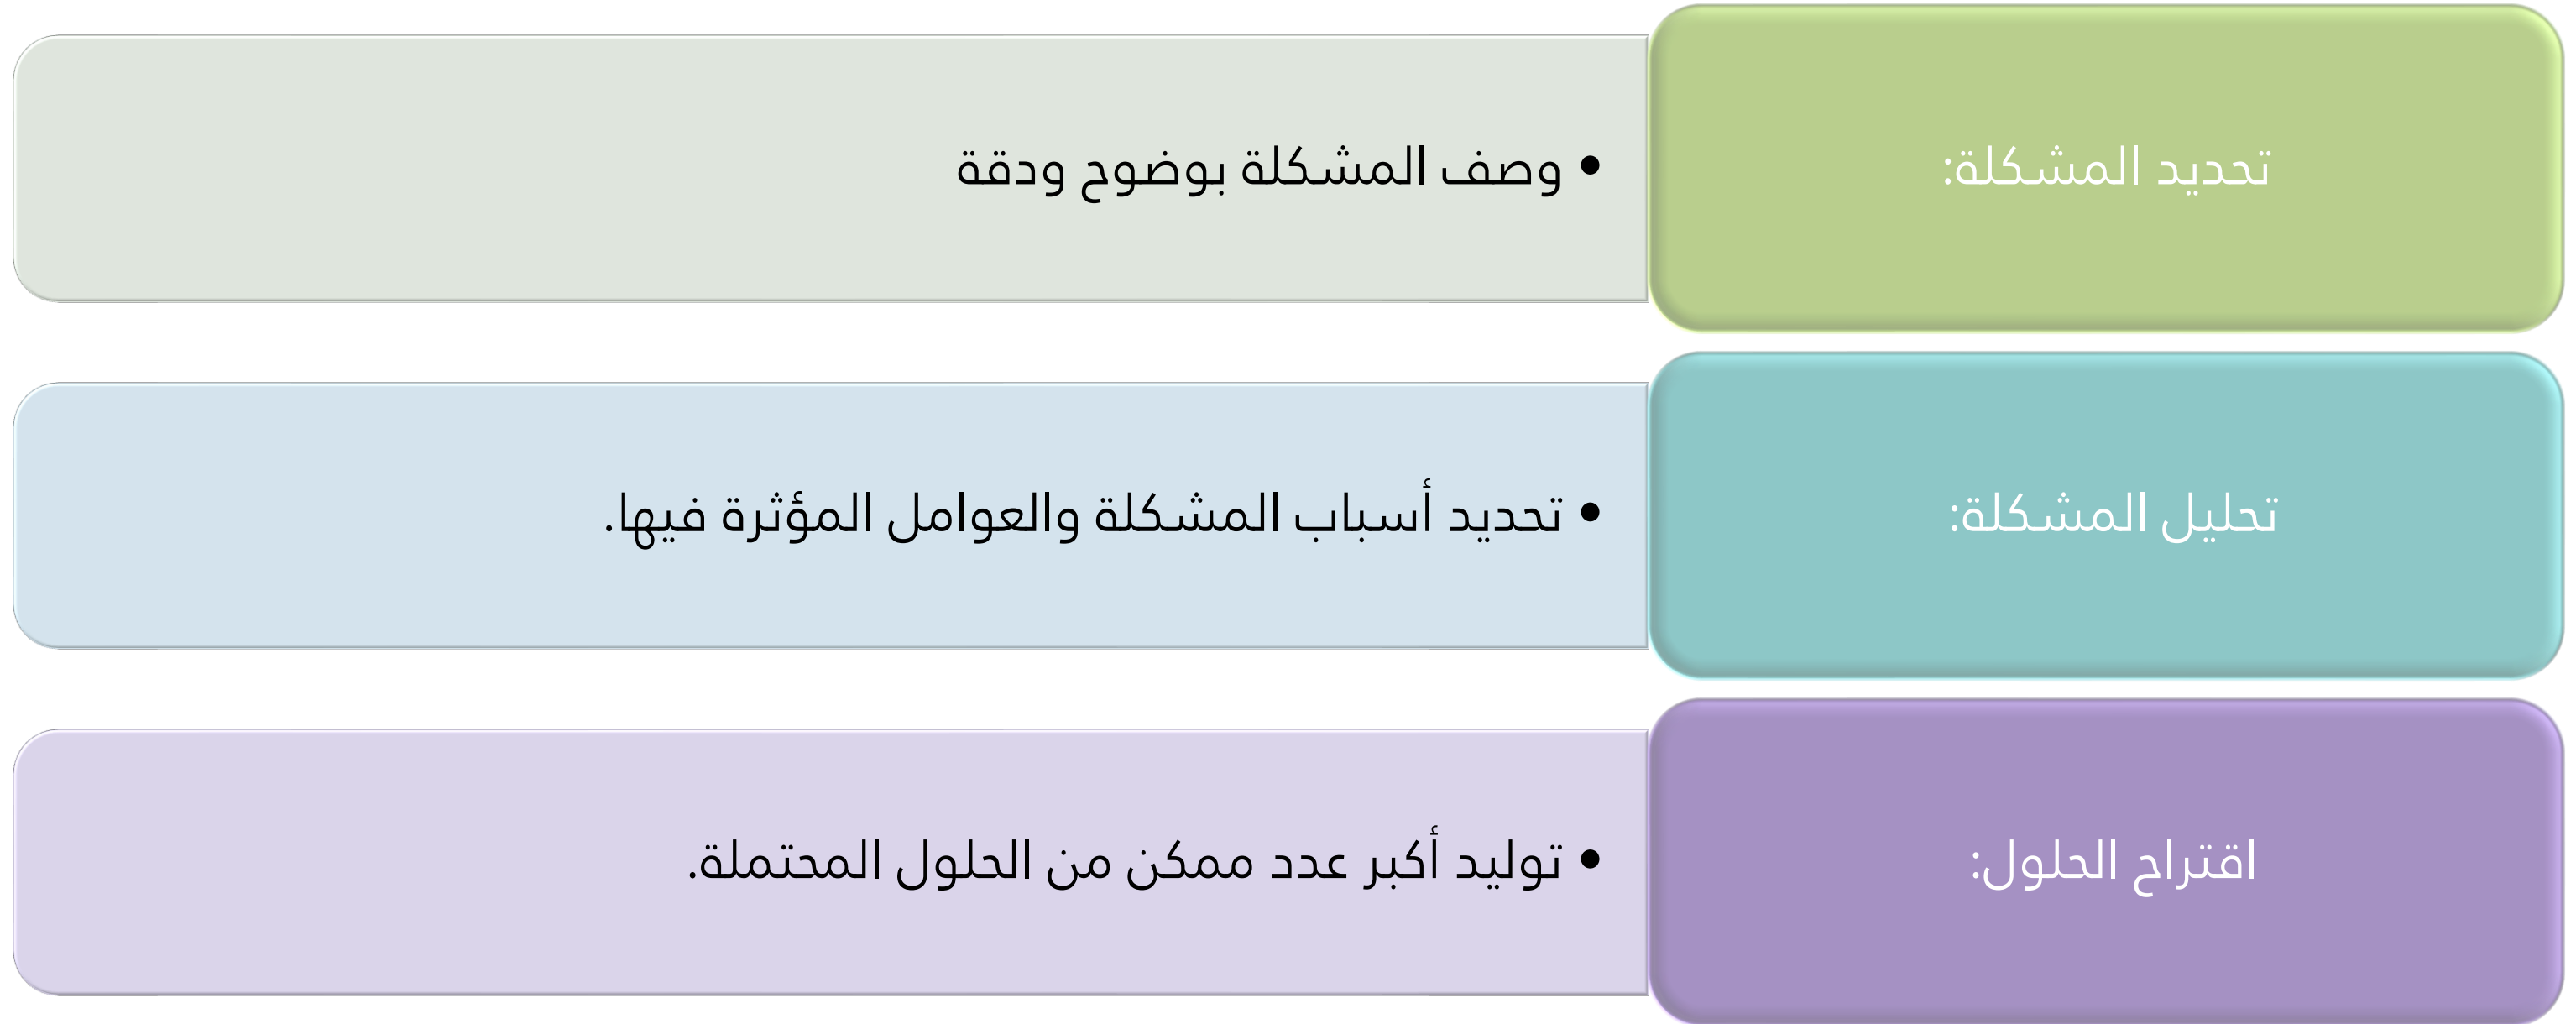 تحديد المشكلة:
• وصف المشكلة بوضوح ودقة
تحليل المشكلة:
• تحديد أسباب المشكلة والعوامل المؤثرة فيها.
اقتراح الحلول:
• توليد أكبر عدد ممكن من الحلول المحتملة.